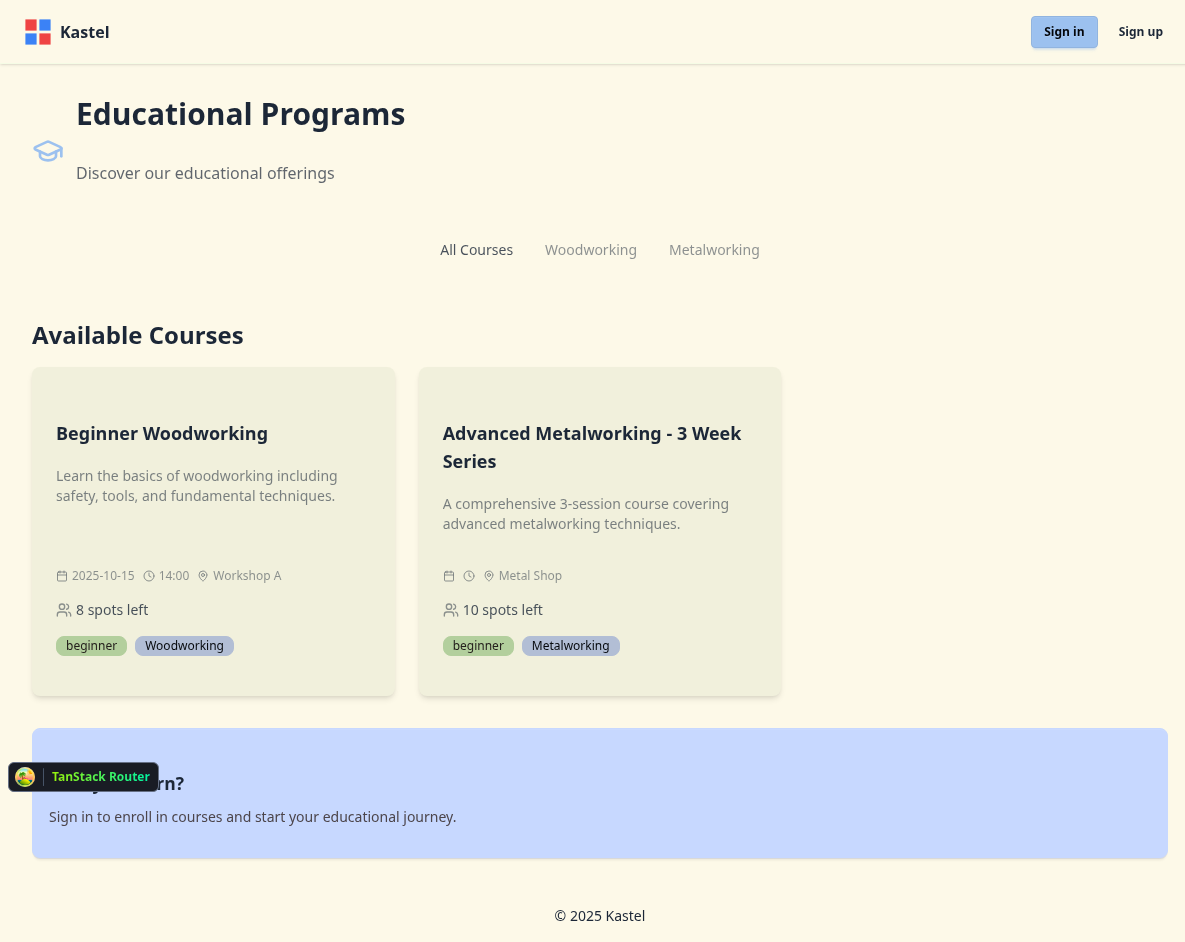 Kastel
Sign in
Sign up
Educational Programs
Discover our educational offerings
All Courses
Woodworking
Metalworking
Available Courses
Beginner Woodworking
Learn the basics of woodworking including
safety, tools, and fundamental techniques.
2025-10-15
14:00
Workshop A
8 spots left
beginner
Woodworking
Advanced Metalworking - 3 Week
Series
A comprehensive 3-session course covering
advanced metalworking techniques.
Metal Shop
10 spots left
beginner
Metalworking
TanStack Router
Sign in to enroll in courses and start your educational journey.
© 2025 Kastel